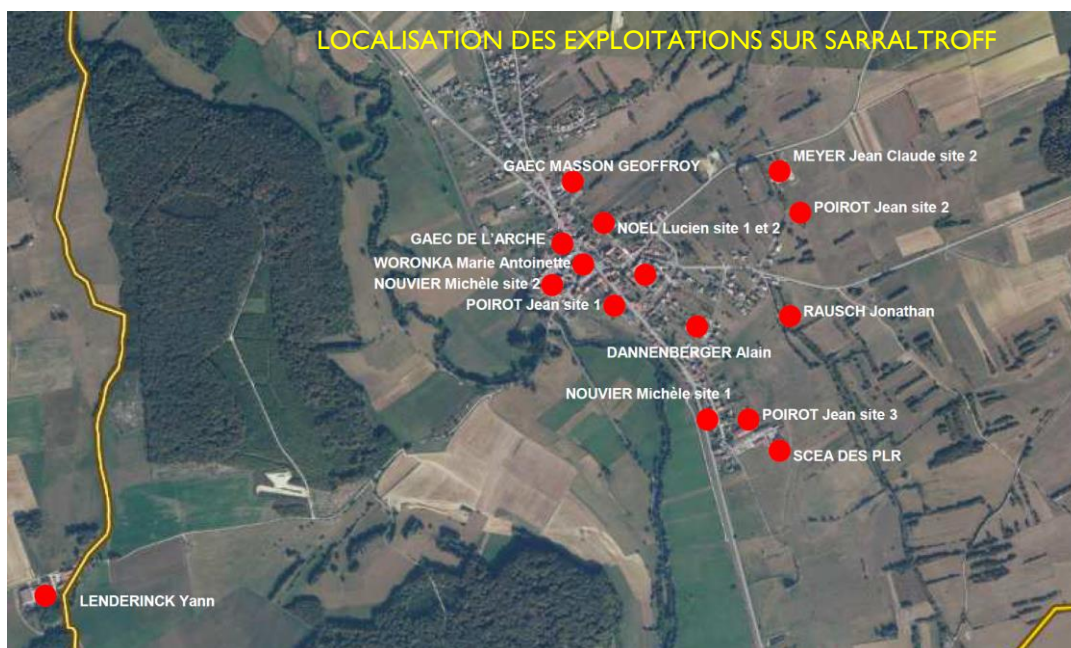 LOCALISATION DES EXPLOITATIONS SUR SARRALTROFF
MEYER Jean Claude site 2
GAEC MASSON GEOFFROY
POIROT Jean site 2
NOEL Lucien site 1 et 2
GAEC DE L'ARCHE
WORONKA Marie Antoinette
NOUVIER Michèle site 2
POIROT Jean site 1
RAUSCH Jonathan
DANNENBERGER Alain
NOUVIER Michèle site 1
POIROT Jean site 3
SCEA DES PLR
LENDERINCK Yann